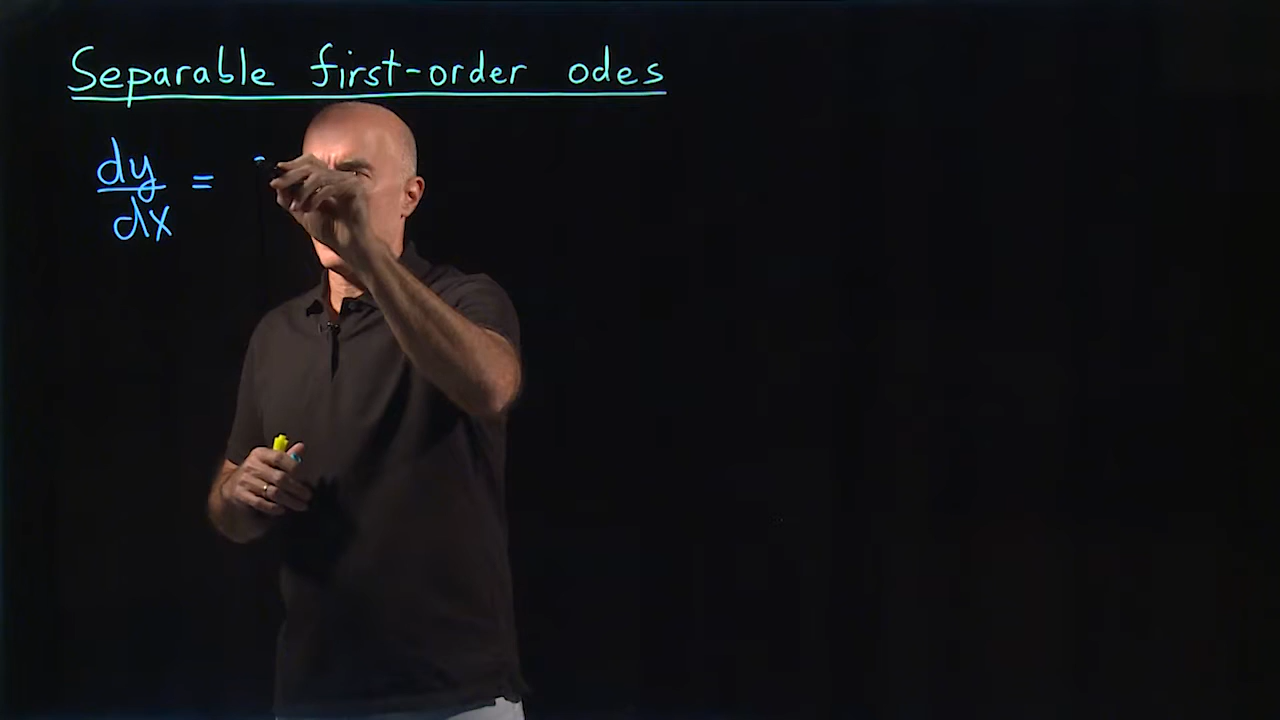 Separable first-order odes
dy/dx =